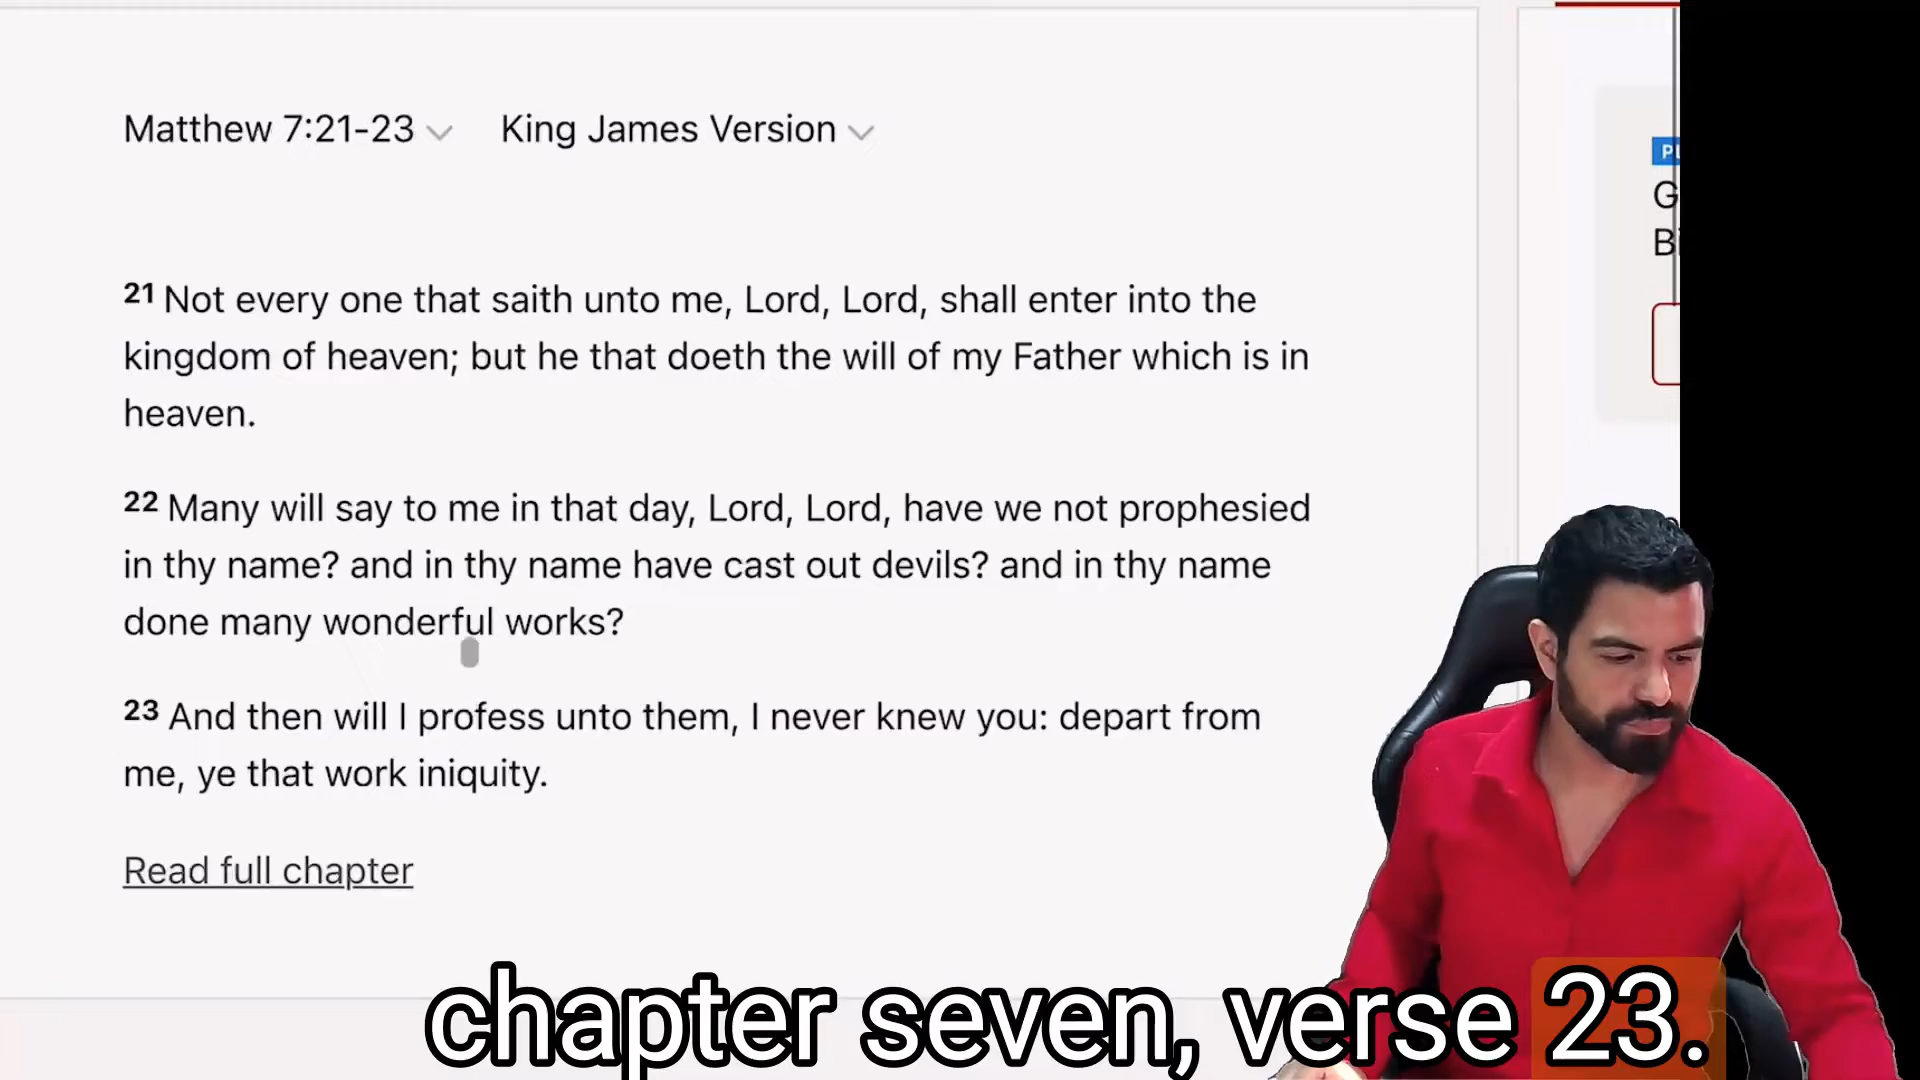 Matthew 7:21-23 King James Version
21 Not every one that saith unto me, Lord, Lord, shall enter into the
kingdom of heaven; but he that doeth the will of my Father which is in
heaven.
22 Many will say to me in that day, Lord, Lord, have we not prophesied
in thy name? and in thy name have cast out devils? and in thy name
done many wonderful works?
23 And then will I profess unto them, I never knew you: depart from
me, ye that work iniquity.
Read full chapter
chapter seven, verse 23.